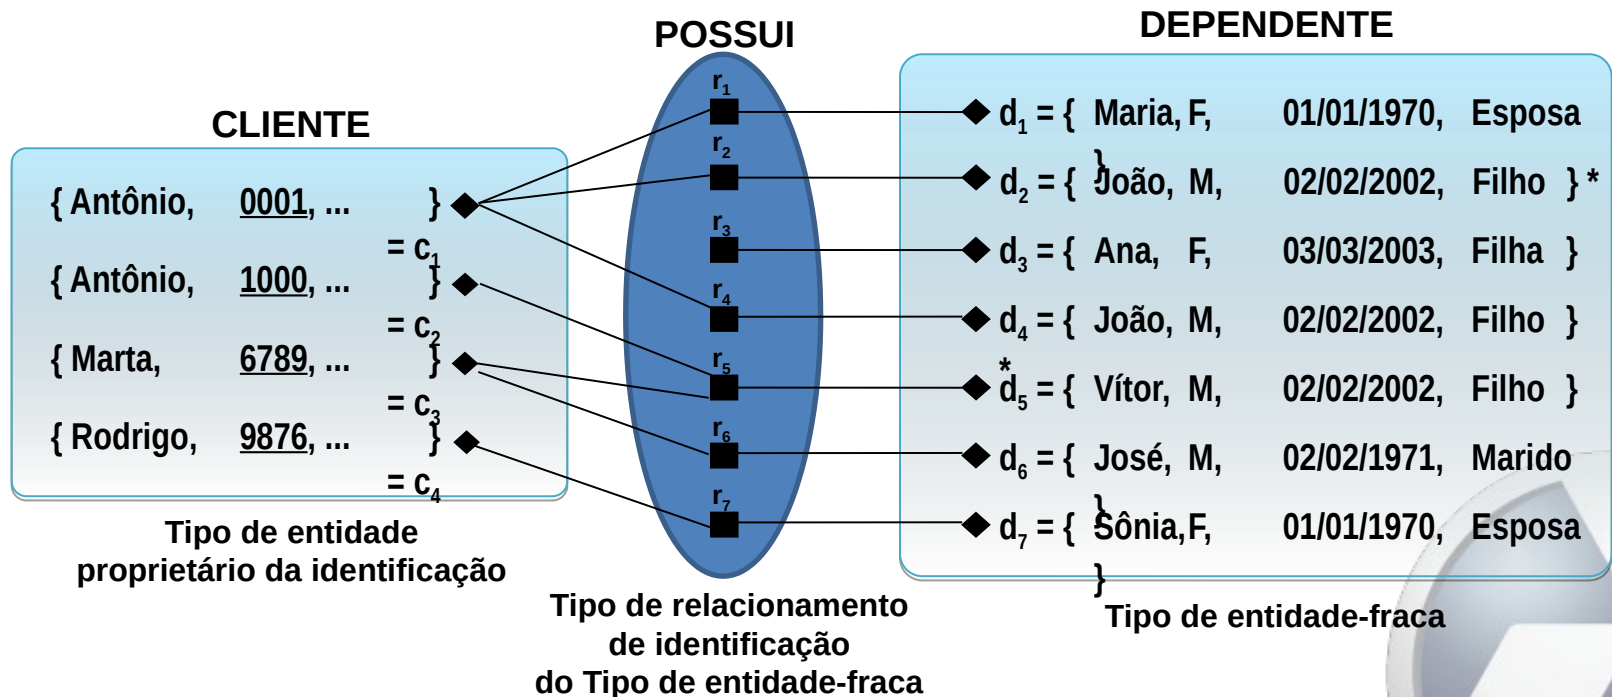 CLIENTE
{ Antônio, 0001, ... }
= c1
{ Antônio, 1000, ... }
= c2
{ Marta, 6789, ... }
= c3
{ Rodrigo, 9876, ... }
= c4
Tipo de entidade
proprietário da identificação
POSSUI
r1
r2
r3
r4
r5
r6
r7
Tipo de relacionamento
de identificação
do Tipo de entidade-fraca
DEPENDENTE
d1 = { Maria, F, 01/01/1970, Esposa
}
d2 = { João, M, 02/02/2002, Filho } *
d3 = { Ana, F, 03/03/2003, Filha }
d4 = { João, M, 02/02/2002, Filho }
*
d5 = { Vítor, M, 02/02/2002, Filho }
d6 = { José, M, 02/02/1971, Marido
}
d7 = { Sônia, F, 01/01/1970, Esposa
}
Tipo de entidade-fraca